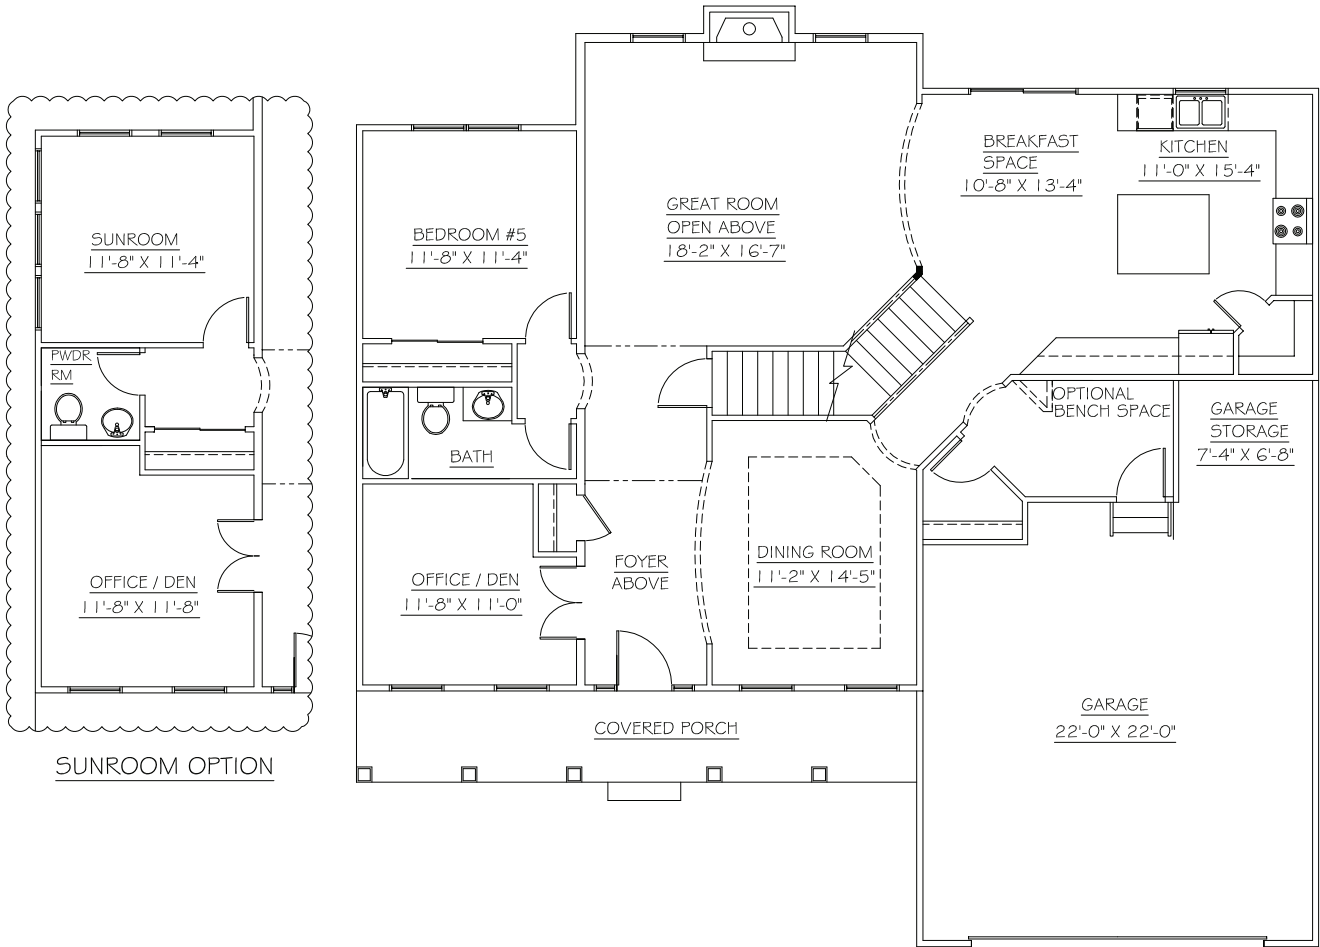 SUNROOM
11'-8" X 11'-4"
PWDR
RM
OFFICE / DEN
11'-8" X 11'-8"
SUNROOM OPTION
BEDROOM #5
11'-8" X 11'-4"
BATH
OFFICE / DEN
11'-8" X 11'-0"
GREAT ROOM
OPEN ABOVE
18'-2" X 16'-7"
FOYER
ABOVE
DINING ROOM
11'-2" X 14'-5"
COVERED PORCH
BREAKFAST
SPACE
10'-8" X 13'-4"
KITCHEN
11'-0" X 15'-4"
OPTIONAL
BENCH SPACE
GARAGE
STORAGE
7'-4" X 6'-8"
GARAGE
22'-0" X 22'-0"